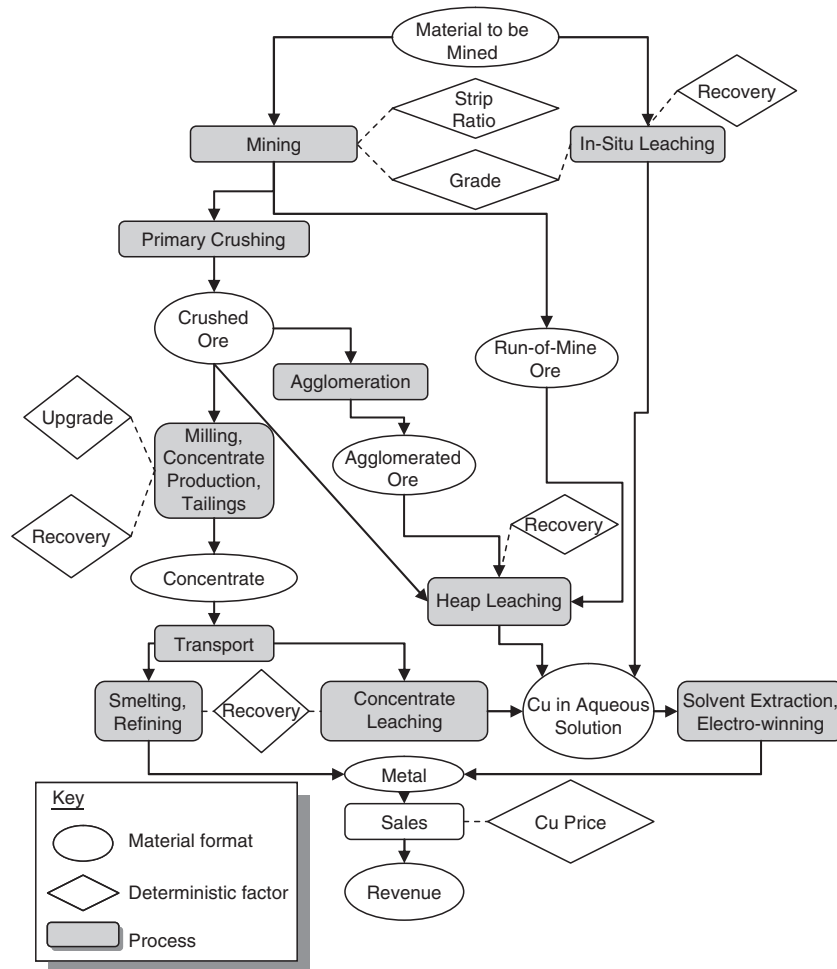 Material to be
Mined
Strip
Ratio
Recovery
Mining
In-Situ Leaching
Grade
Primary Crushing
Crushed
Ore
Run-of-Mine
Ore
Agglomeration
Upgrade
Milling,
Concentrate
Production,
Tailings
Agglomerated
Ore
Recovery
Recovery
Concentrate
Heap Leaching
Transport
Smelting,
Refining
Recovery
Concentrate
Leaching
Cu in Aqueous
Solution
Solvent Extraction,
Electro-winning
Metal
Key
Sales
Cu Price
Material format
Revenue
Deterministic factor
Process